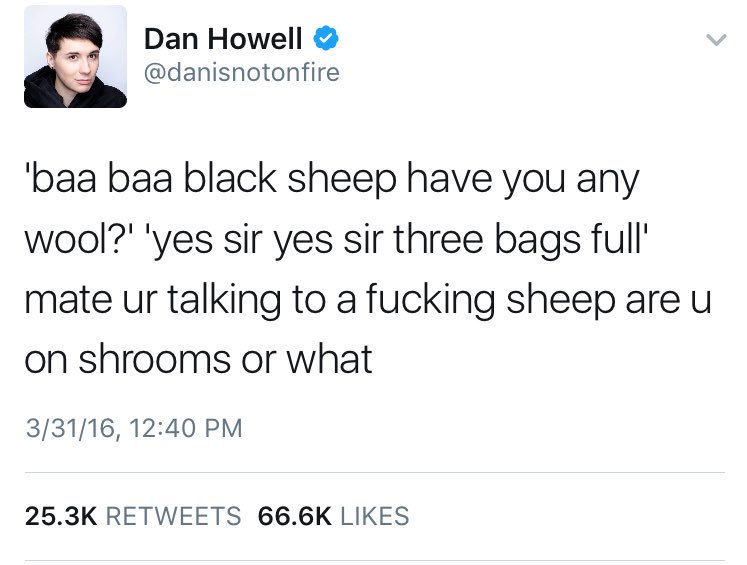 Dan Howell
@danisnotonfire
'baa baa black sheep have you any
wool?' 'yes sir yes sir three bags full'
mate ur talking to a fucking sheep are u
on shrooms or what
3/31/16, 12:40 PM
25.3K RETWEETS 66.6K LIKES